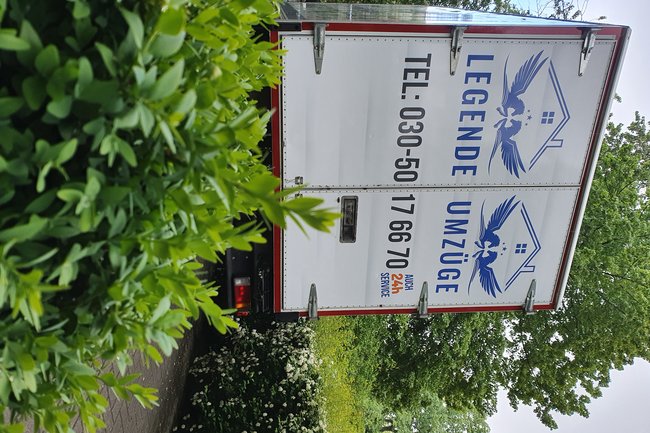 LEGENDE UMZÜGE
TEL: 030-50 17 66 70
AUCH
24h
SERVICE